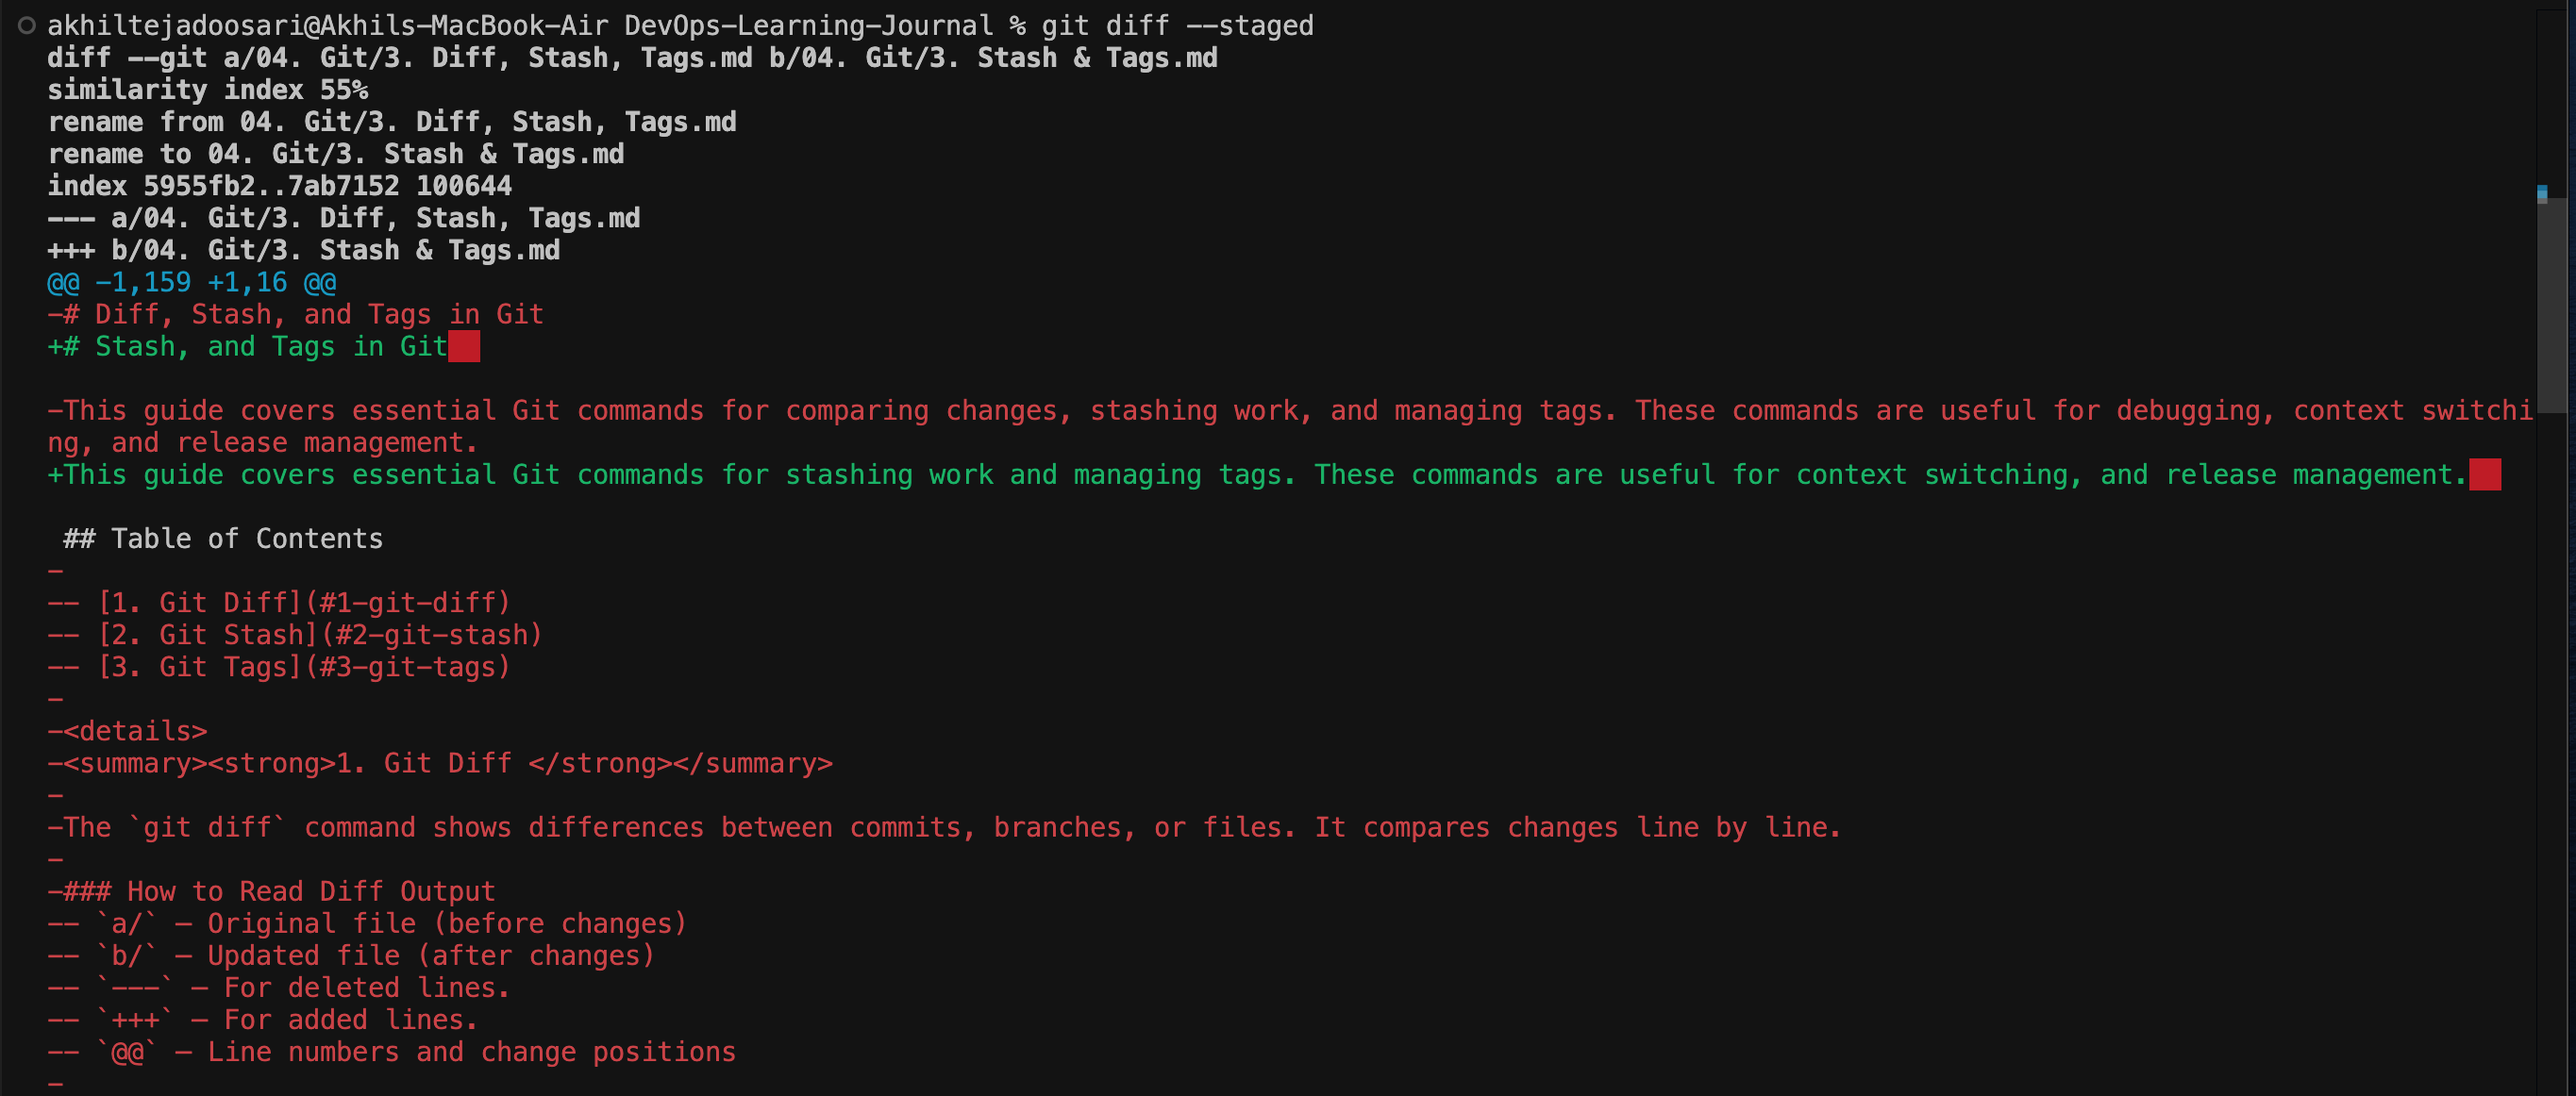 akhiltejadoosari@Akhils-MacBook-Air DevOps-Learning-Journal % git diff --staged
diff --git a/04. Git/3. Diff, Stash, Tags.md b/04. Git/3. Stash & Tags.md
similarity index 55%
rename from 04. Git/3. Diff, Stash, Tags.md
rename to 04. Git/3. Stash & Tags.md
index 5955fb2..7ab7152 100644
--- a/04. Git/3. Diff, Stash, Tags.md
+++ b/04. Git/3. Stash & Tags.md
@@ -1,159 +1,16 @@
-# Diff, Stash, and Tags in Git
+# Stash, and Tags in Git

-This guide covers essential Git commands for comparing changes, stashing work, and managing tags. These commands are useful for debugging, context switchi
ng, and release management.
+This guide covers essential Git commands for stashing work and managing tags. These commands are useful for context switching, and release management.

 ## Table of Contents
-
-- [1. Git Diff](#1-git-diff)
-- [2. Git Stash](#2-git-stash)
-- [3. Git Tags](#3-git-tags)
-
-<details>
-<summary><strong>1. Git Diff </strong></summary>
-
-The `git diff` command shows differences between commits, branches, or files. It compares changes line by line.
-
-### How to Read Diff Output
-- `a/` – Original file (before changes)
-- `b/` – Updated file (after changes)
-- `---` – For deleted lines.
-- `+++` – For added lines.
-- `@@` – Line numbers and change positions
-